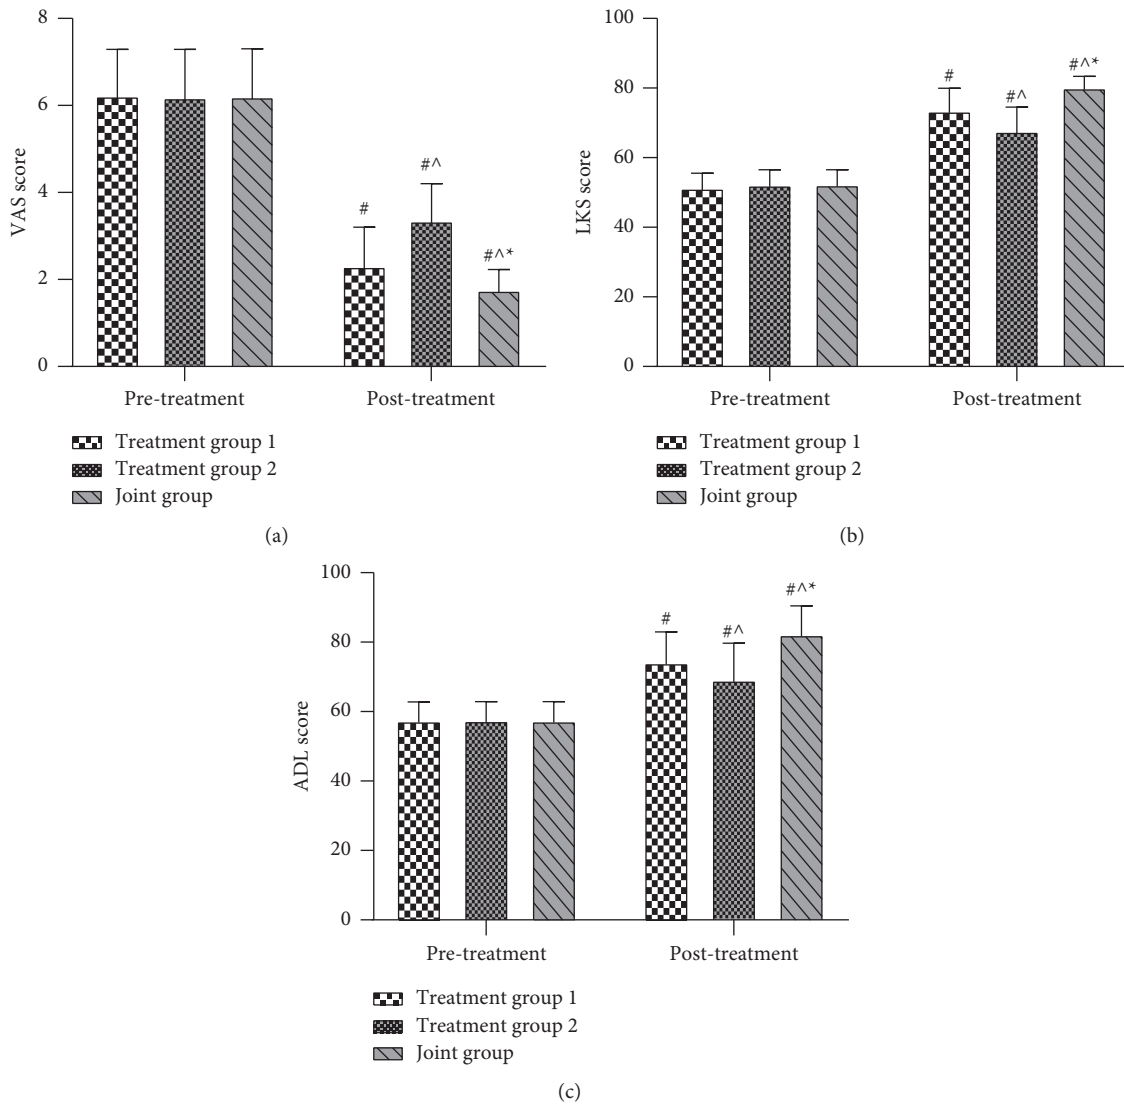 8
6
4
2
0
VAS score
#
#^
#^*
Pre-treatment
Post-treatment
Treatment group 1
Treatment group 2
Joint group
(a)
100
80
60
40
20
0
LKS score
#
#^
#^*
Pre-treatment
Post-treatment
Treatment group 1
Treatment group 2
Joint group
(b)
100
80
60
40
20
0
ADL score
#
#^
#^*
Pre-treatment
Post-treatment
Treatment group 1
Treatment group 2
Joint group
(c)